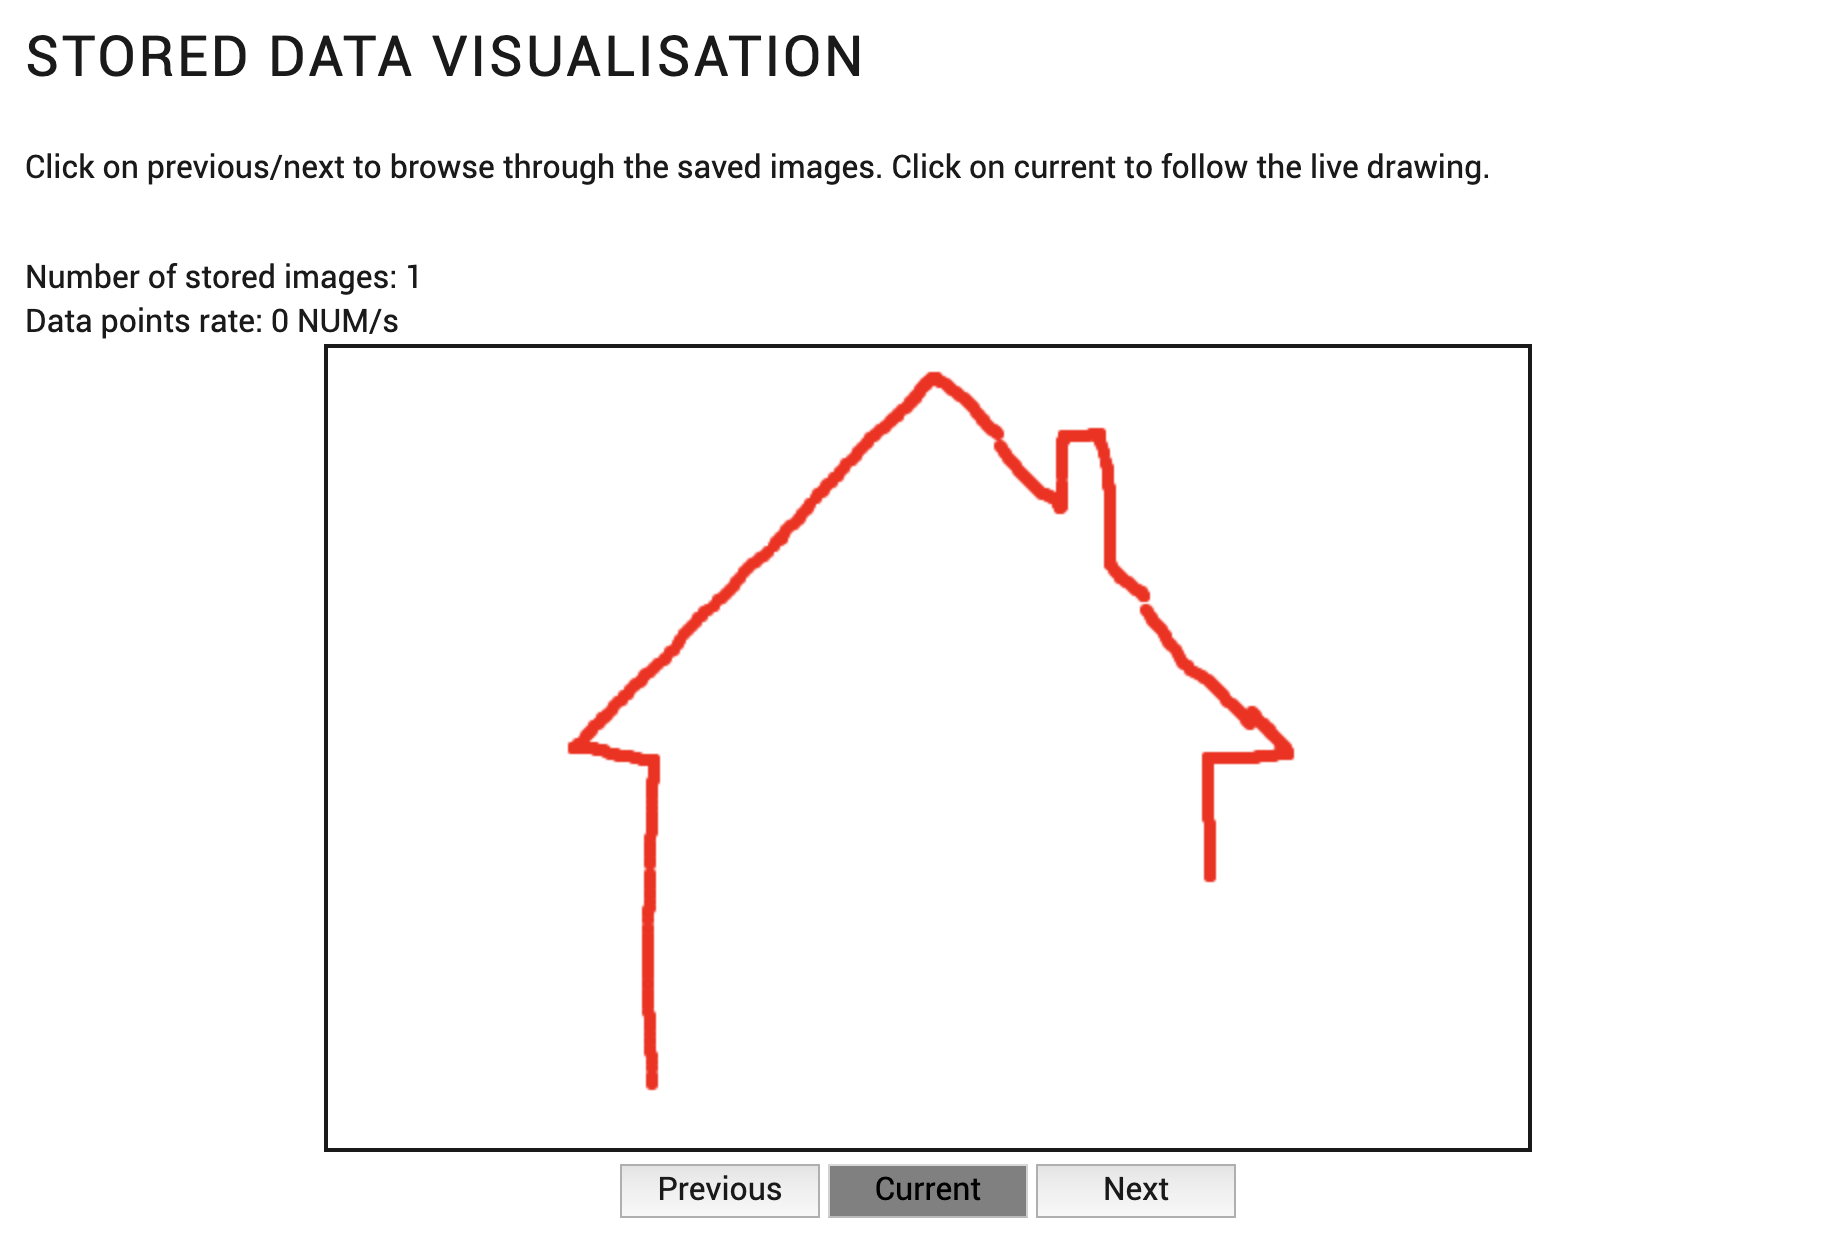 STORED DATA VISUALISATION
Click on previous/next to browse through the saved images. Click on current to follow the live drawing.
Number of stored images: 1
Data points rate: 0 NUM/s
Previous Current Next